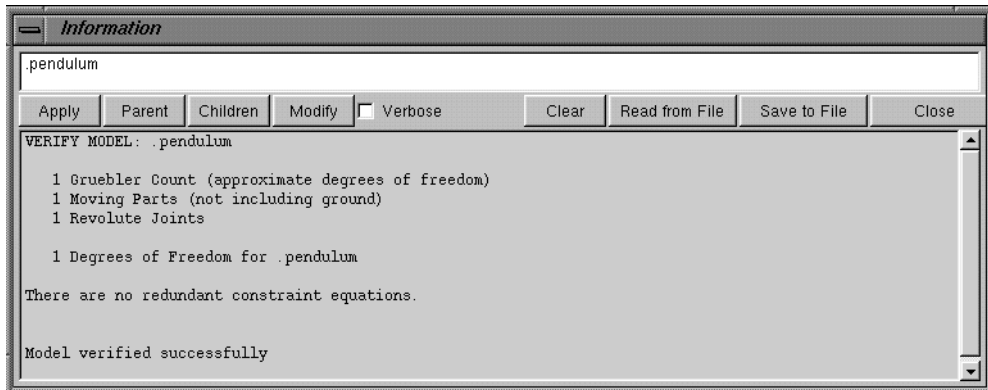 Information
.pendulum
Apply Parent Children Modify Verbose Clear Read from File Save to File Close
VERIFY MODEL: .pendulum
1 Gruebler Count (approximate degrees of freedom)
1 Moving Parts (not including ground)
1 Revolute Joints
1 Degrees of Freedom for .pendulum
There are no redundant constraint equations.
Model verified successfully